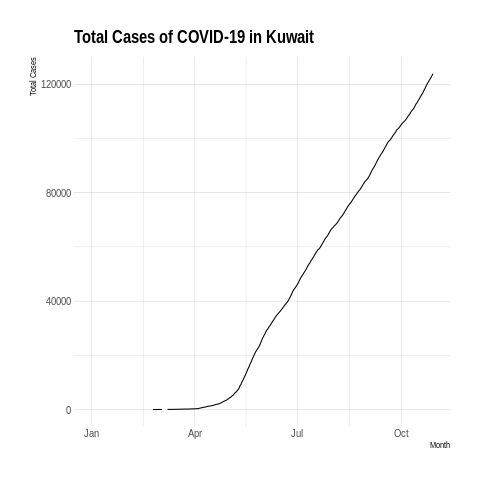 Total Cases of COVID-19 in Kuwait
Total Cases
120000
80000
40000
0
Jan Apr Jul Oct
Month